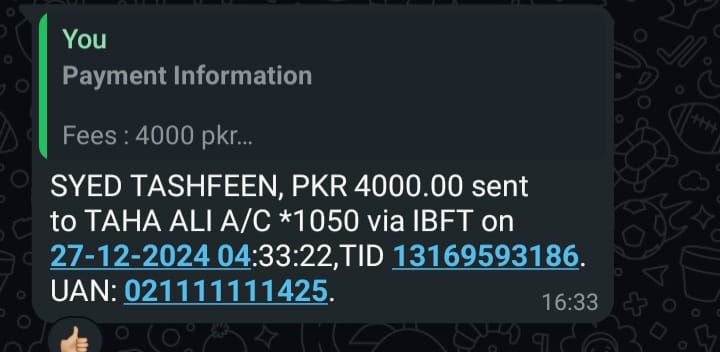 You
Payment Information
Fees : 4000 pkr...
SYED TASHFEEN, PKR 4000.00 sent
to TAHA ALI A/C *1050 via IBFT on
27-12-2024 04:33:22,TID 13169593186.
UAN: 021111111425.
16:33